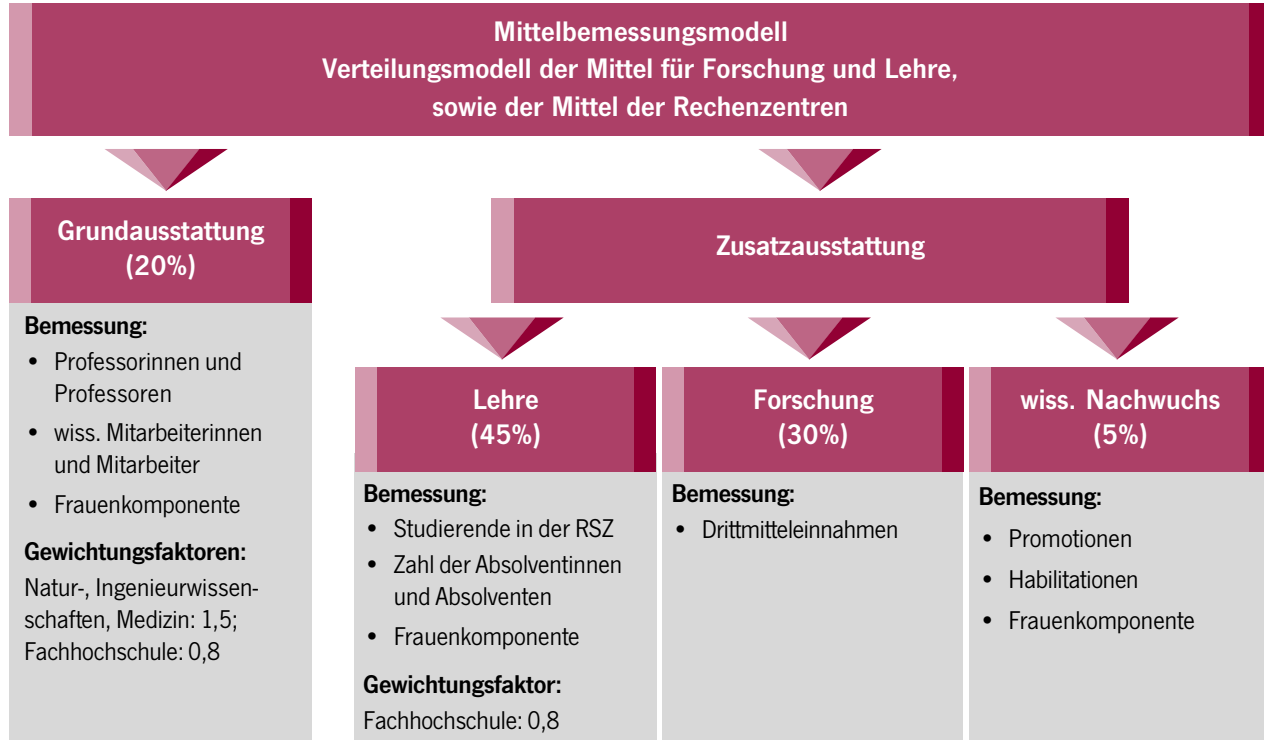 Mittelbemessungsmodell
Verteilungsmodell der Mittel für Forschung und Lehre,
sowie der Mittel der Rechenzentren
Grundausstattung
(20%)
Bemessung:
• Professorinnen und
Professoren
• wiss. Mitarbeiterinnen
und Mitarbeiter
• Frauenkomponente
Gewichtungsfaktoren:
Natur-, Ingenieurwissen-
schaften, Medizin: 1,5;
Fachhochschule: 0,8
Zusatzausstattung
Lehre
(45%)
Bemessung:
• Studierende in der RSZ
• Zahl der Absolventinnen
und Absolventen
• Frauenkomponente
Gewichtungsfaktor:
Fachhochschule: 0,8
Forschung
(30%)
Bemessung:
• Drittmitteleinnahmen
wiss. Nachwuchs
(5%)
Bemessung:
• Promotionen
• Habilitationen
• Frauenkomponente